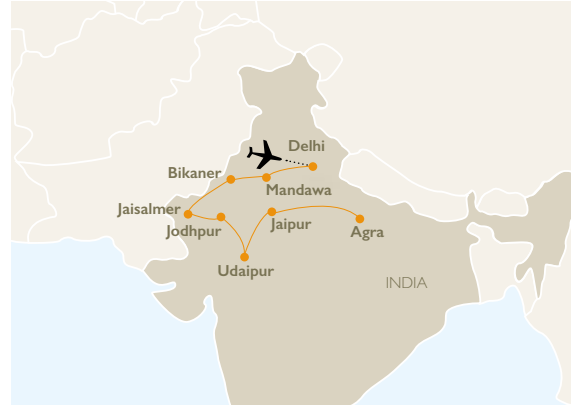 Delhi
Bikaner
Mandawa
Jaisalmer
Jodhpur
Jaipur
Agra
Udaipur
INDIA